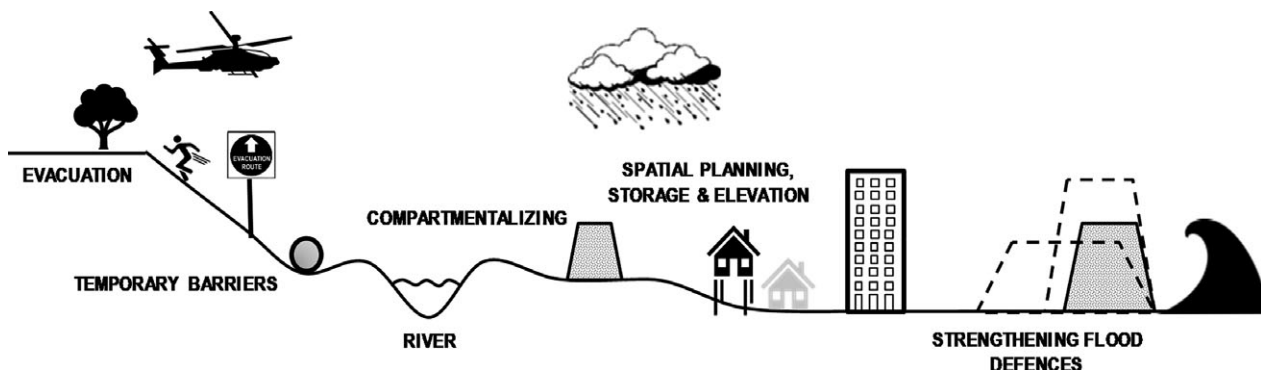 EVACUATION
EVACUATION
ROUTE
TEMPORARY BARRIERS
COMPARTMENTALIZING
RIVER
SPATIAL PLANNING,
STORAGE & ELEVATION
STRENGTHENING FLOOD
DEFENCES